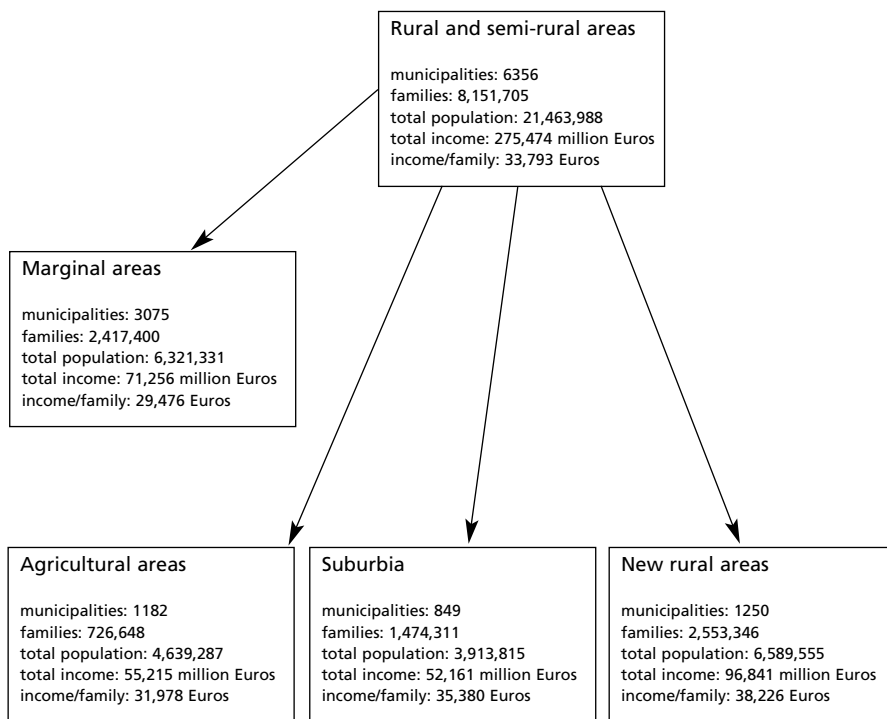 Rural and semi-rural areas
municipalities: 6356
families: 8,151,705
total population: 21,463,988
total income: 275,474 million Euros
income/family: 33,793 Euros
Marginal areas
municipalities: 3075
families: 2,417,400
total population: 6,321,331
total income: 71,256 million Euros
income/family: 29,476 Euros
Agricultural areas
municipalities: 1182
families: 726,648
total population: 4,639,287
total income: 55,215 million Euros
income/family: 31,978 Euros
Suburbia
municipalities: 849
families: 1,474,311
total population: 3,913,815
total income: 52,161 million Euros
income/family: 35,380 Euros
New rural areas
municipalities: 1250
families: 2,553,346
total population: 6,589,555
total income: 96,841 million Euros
income/family: 38,226 Euros